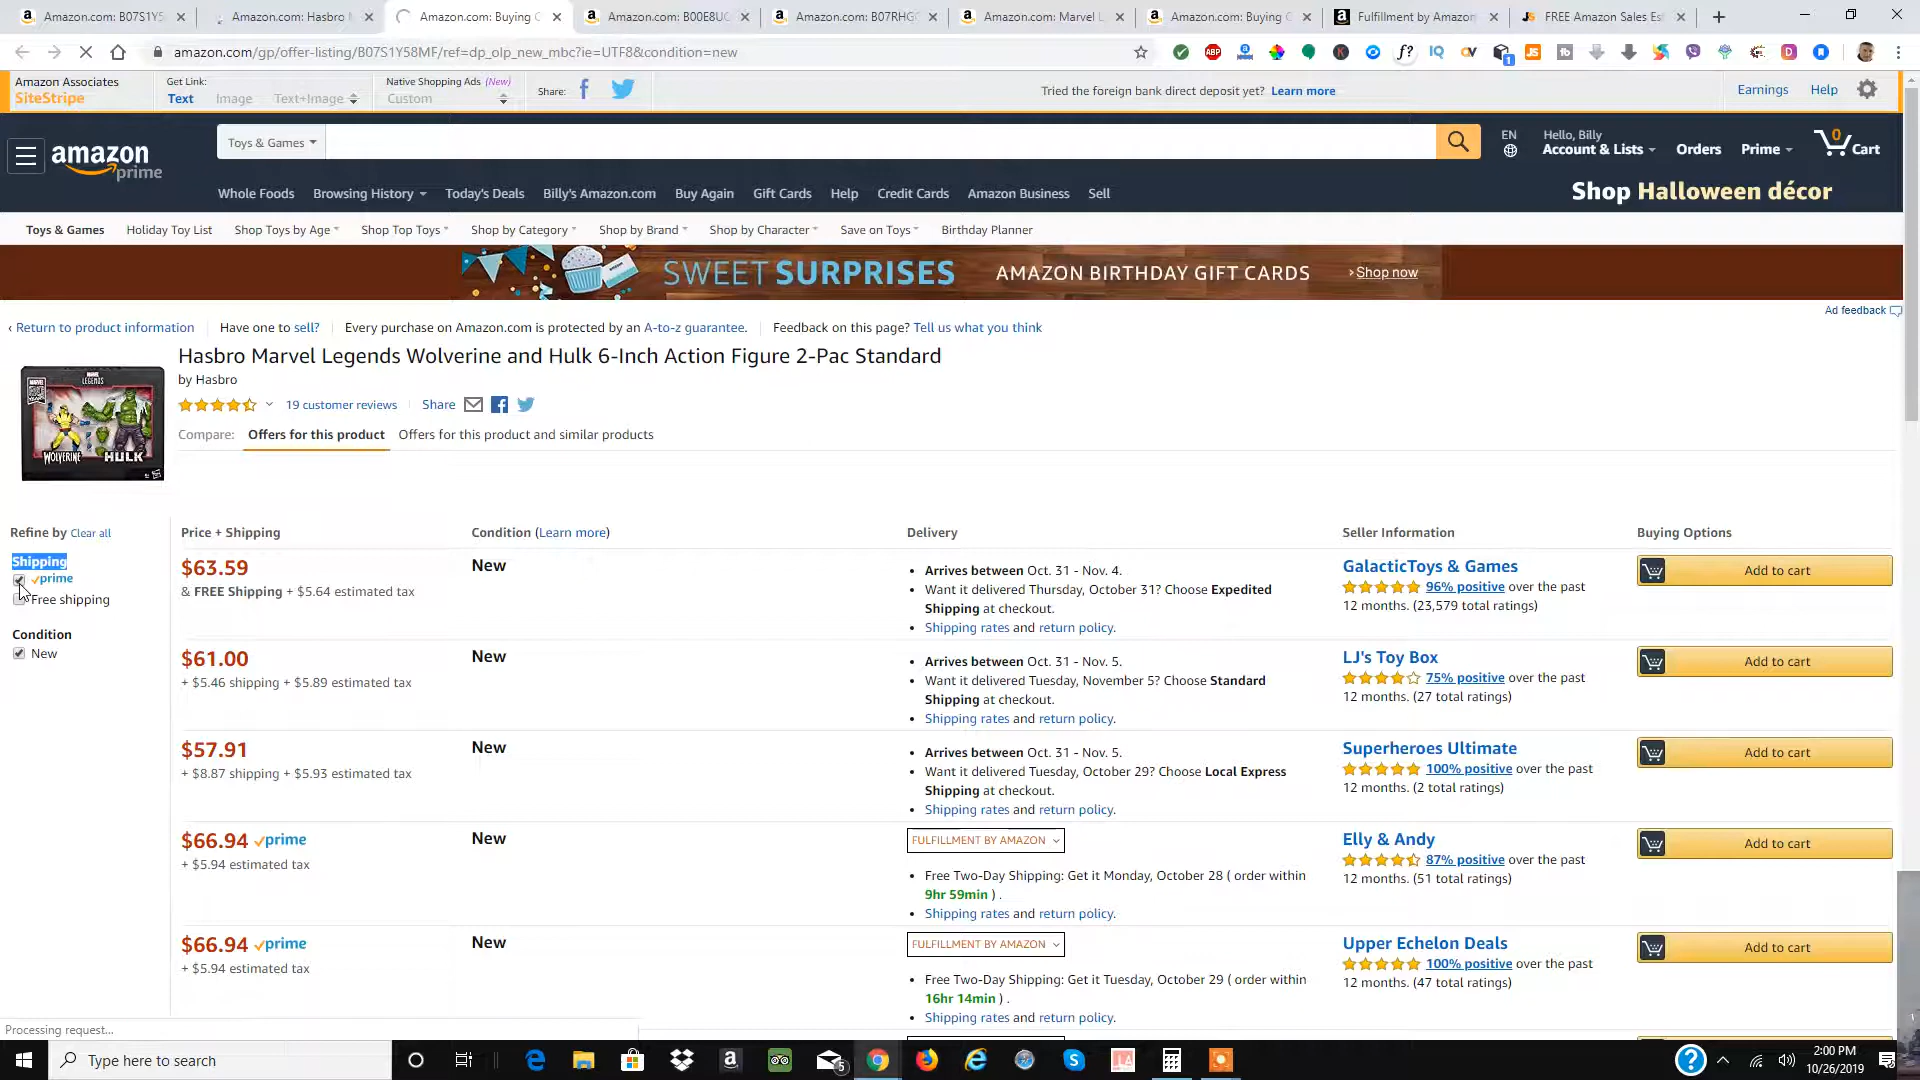 Amazon.com: B07S1Y5
Amazon.com: Hasbro
Amazon.com: Buying
Amazon.com: B00E8UC
Amazon.com: B07RHG
Amazon.com: Marvel L
Amazon.com: Buying
Fulfillment by Amazon
FREE Amazon Sales Es
amazon.com/gp/offer-listing/B07S1Y58MF/ref=dp_olp_new_mbc?ie=UTF8&condition=new
Amazon Associates
SiteStripe
Get Link:
Text Image Text+Image
Native Shopping Ads (New)
Custom
Share:
Tried the foreign bank direct deposit yet? Learn more
Earnings Help
amazon
prime
Toys & Games
EN
Hello, Billy
Account & Lists
Orders
Prime
0
Cart
Whole Foods Browsing History Today's Deals Billy's Amazon.com Buy Again Gift Cards Help Credit Cards Amazon Business Sell
Shop Halloween décor
Toys & Games Holiday Toy List Shop Toys by Age Shop Top Toys Shop by Category Shop by Brand Shop by Character Save on Toys Birthday Planner
SWEET SURPRISES AMAZON BIRTHDAY GIFT CARDS › Shop now
Ad feedback
‹ Return to product information Have one to sell? Every purchase on Amazon.com is protected by an A-to-z guarantee. Feedback on this page? Tell us what you think
Hasbro Marvel Legends Wolverine and Hulk 6-Inch Action Figure 2-Pac Standard
by Hasbro
19 customer reviews Share
Compare: Offers for this product Offers for this product and similar products
LEGENDS
WOLVERINE HULK
Refine by Clear all
Shipping
prime
Free shipping
Condition
New
Price + Shipping Condition (Learn more) Delivery Seller Information Buying Options
$63.59
& FREE Shipping + $5.64 estimated tax
New
Arrives between Oct. 31 - Nov. 4.
Want it delivered Thursday, October 31? Choose Expedited
Shipping at checkout.
Shipping rates and return policy.
GalacticToys & Games
96% positive over the past
12 months. (23,579 total ratings)
Add to cart
$61.00
+ $5.46 shipping + $5.89 estimated tax
New
Arrives between Oct. 31 - Nov. 5.
Want it delivered Tuesday, November 5? Choose Standard
Shipping at checkout.
Shipping rates and return policy.
LJ's Toy Box
75% positive over the past
12 months. (27 total ratings)
Add to cart
$57.91
+ $8.87 shipping + $5.93 estimated tax
New
Arrives between Oct. 31 - Nov. 5.
Want it delivered Tuesday, October 29? Choose Local Express
Shipping at checkout.
Shipping rates and return policy.
Superheroes Ultimate
100% positive over the past
12 months. (2 total ratings)
Add to cart
$66.94 prime
+ $5.94 estimated tax
New
FULFILLMENT BY AMAZON
Free Two-Day Shipping: Get it Monday, October 28 ( order within
9hr 59min ) .
Shipping rates and return policy.
Elly & Andy
87% positive over the past
12 months. (51 total ratings)
Add to cart
$66.94 prime
+ $5.94 estimated tax
New
FULFILLMENT BY AMAZON
Free Two-Day Shipping: Get it Tuesday, October 29 ( order within
16hr 14min ) .
Shipping rates and return policy.
Upper Echelon Deals
100% positive over the past
12 months. (47 total ratings)
Add to cart
Processing request...
Type here to search
2:00 PM
10/26/2019